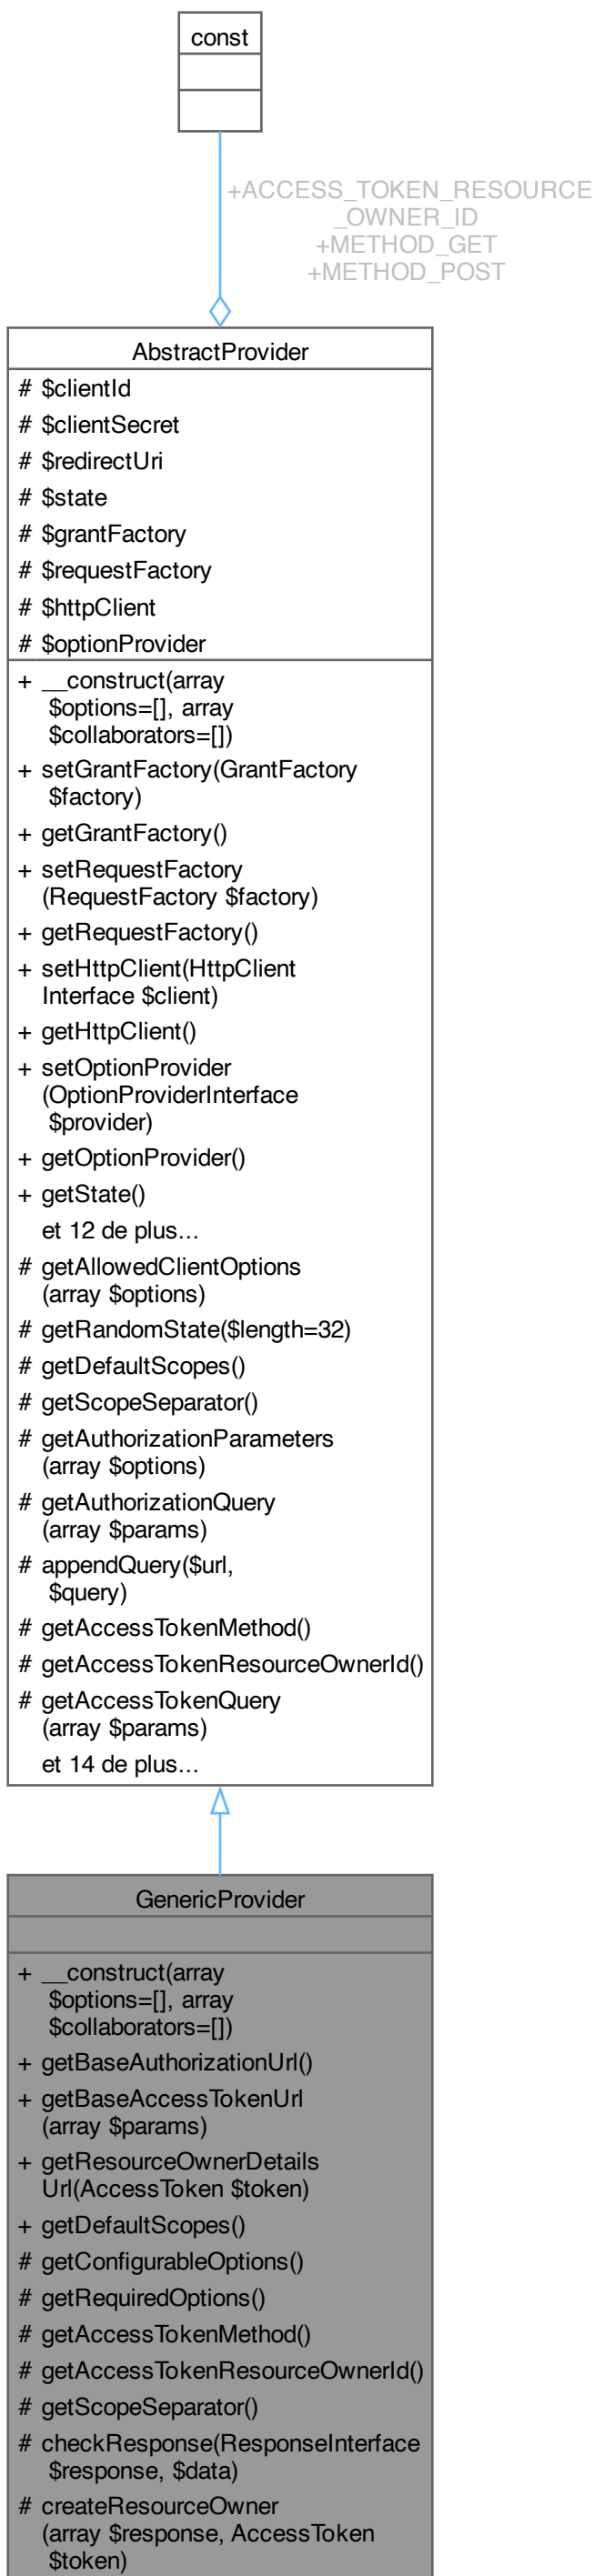 const
+ACCESS_TOKEN_RESOURCE
_OWNER_ID
+METHOD_GET
+METHOD_POST
AbstractProvider
# $clientId
# $clientSecret
# $redirectUri
# $state
# $grantFactory
# $requestFactory
# $httpClient
# $optionProvider
+ __construct(array
$options=[], array
$collaborators=[])
+ setGrantFactory(GrantFactory
$factory)
+ getGrantFactory()
+ setRequestFactory
(RequestFactory $factory)
+ getRequestFactory()
+ setHttpClient(HttpClient
Interface $client)
+ getHttpClient()
+ setOptionProvider
(OptionProviderInterface
$provider)
+ getOptionProvider()
+ getState()
et 12 de plus...
# getAllowedClientOptions
(array $options)
# getRandomState($length=32)
# getDefaultScopes()
# getScopeSeparator()
# getAuthorizationParameters
(array $options)
# getAuthorizationQuery
(array $params)
# appendQuery($url,
$query)
# getAccessTokenMethod()
# getAccessTokenResourceOwnerId()
# getAccessTokenQuery
(array $params)
et 14 de plus...
GenericProvider
+ __construct(array
$options=[], array
$collaborators=[])
+ getBaseAuthorizationUrl()
+ getBaseAccessTokenUrl
(array $params)
+ getResourceOwnerDetails
Url(AccessToken $token)
+ getDefaultScopes()
# getConfigurableOptions()
# getRequiredOptions()
# getAccessTokenMethod()
# getAccessTokenResourceOwnerId()
# getScopeSeparator()
# checkResponse(ResponseInterface
$response, $data)
# createResourceOwner
(array $response, AccessToken
$token)